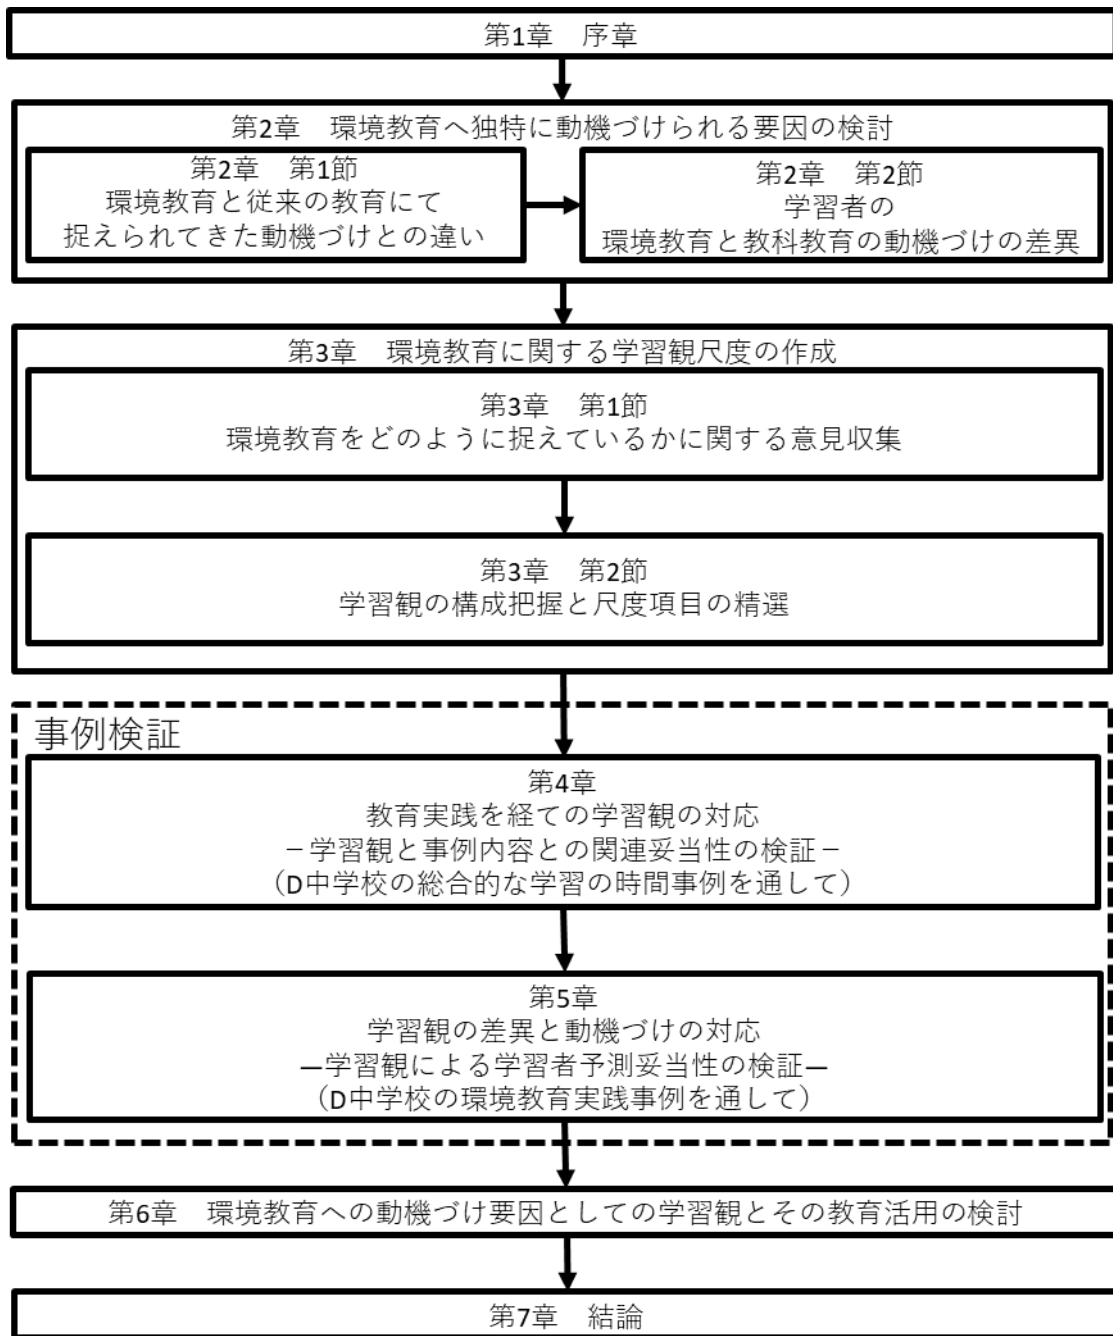 第1章　序章
第2章　環境教育へ独特に動機づけられる要因の検討
第2章　第1節
環境教育と従来の教育にて
捉えられてきた動機づけとの違い
第2章　第2節
学習者の
環境教育と教科教育の動機づけの差異
第3章　環境教育に関する学習観尺度の作成
第3章　第1節
環境教育をどのように捉えているかに関する意見収集
第3章　第2節
学習観の構成把握と尺度項目の精選
事例検証
第4章
教育実践を経ての学習観の対応
－学習観と事例内容との関連妥当性の検証－
（D中学校の総合的な学習の時間事例を通して）
第5章
学習観の差異と動機づけの対応
―学習観による学習者予測妥当性の検証―
（D中学校の環境教育実践事例を通して）
第6章　環境教育への動機づけ要因としての学習観とその教育活用の検討
第7章　結論